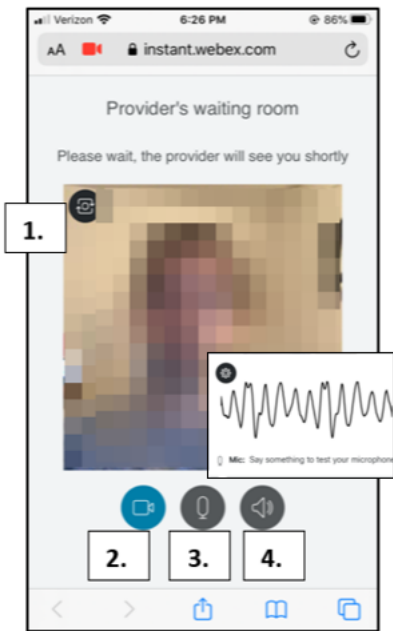 Verizon 6:26 PM 86%
AA instant.webex.com
Provider's waiting room
Please wait, the provider will see you shortly
1.
Mic: Say something to test your microphone
2. 3. 4.